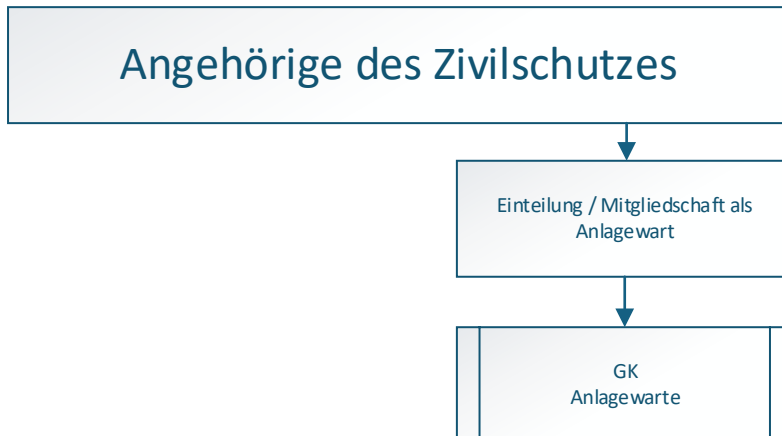 Angehörige des Zivilschutzes
Einteilung / Mitgliedschaft als
Anlagewart
GK
Anlagewarte